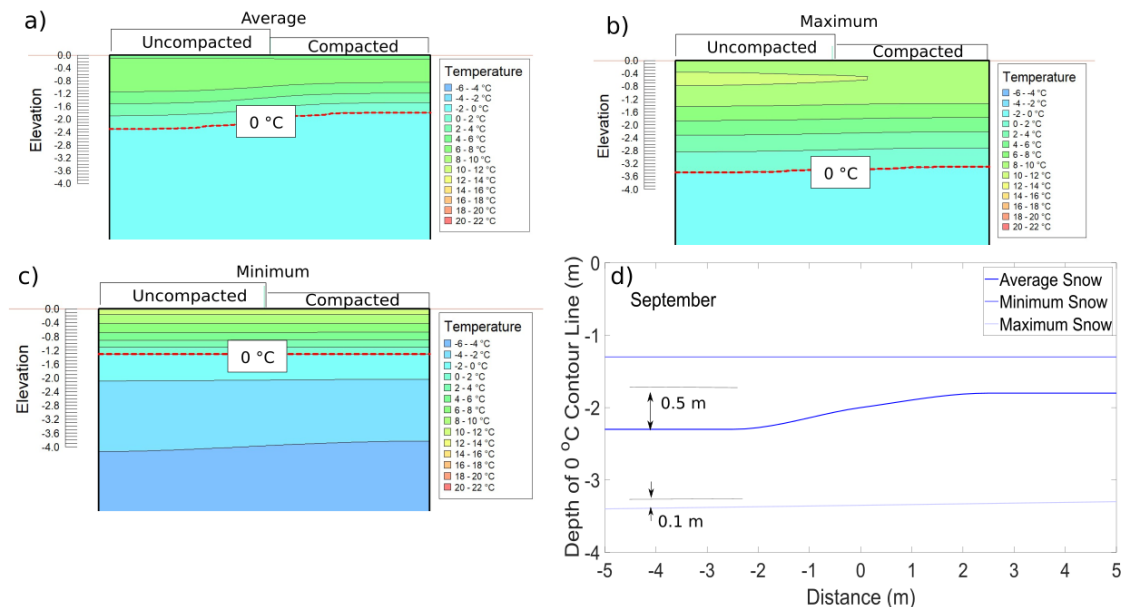 a)
Average
Uncompacted
Compacted
0.0
-0.4
-0.8
-1.2
-1.6
-2.0
-2.4
-2.8
-3.2
-3.6
-4.0
Elevation
0 °C
Temperature
-6 - -4 °C
-4 - -2 °C
-2 - 0 °C
0 - 2 °C
2 - 4 °C
4 - 6 °C
6 - 8 °C
8 - 10 °C
10 - 12 °C
12 - 14 °C
14 - 16 °C
16 - 18 °C
18 - 20 °C
20 - 22 °C
b)
Maximum
Uncompacted
Compacted
0.0
-0.4
-0.8
-1.2
-1.6
-2.0
-2.4
-2.8
-3.2
-3.6
-4.0
Elevation
0 °C
Temperature
-6 - -4 °C
-4 - -2 °C
-2 - 0 °C
0 - 2 °C
2 - 4 °C
4 - 6 °C
6 - 8 °C
8 - 10 °C
10 - 12 °C
12 - 14 °C
14 - 16 °C
16 - 18 °C
18 - 20 °C
20 - 22 °C
c)
Minimum
Uncompacted
Compacted
0.0
-0.4
-0.8
-1.2
-1.6
-2.0
-2.4
-2.8
-3.2
-3.6
-4.0
Elevation
0 °C
Temperature
-6 - -4 °C
-4 - -2 °C
-2 - 0 °C
0 - 2 °C
2 - 4 °C
4 - 6 °C
6 - 8 °C
8 - 10 °C
10 - 12 °C
12 - 14 °C
14 - 16 °C
16 - 18 °C
18 - 20 °C
20 - 22 °C
d)
September
Average Snow
Minimum Snow
Maximum Snow
0.5 m
0.1 m
0
-1
-2
-3
-4
Depth of 0 °C Contour Line (m)
-5 -4 -3 -2 -1 0 1 2 3 4 5
Distance (m)